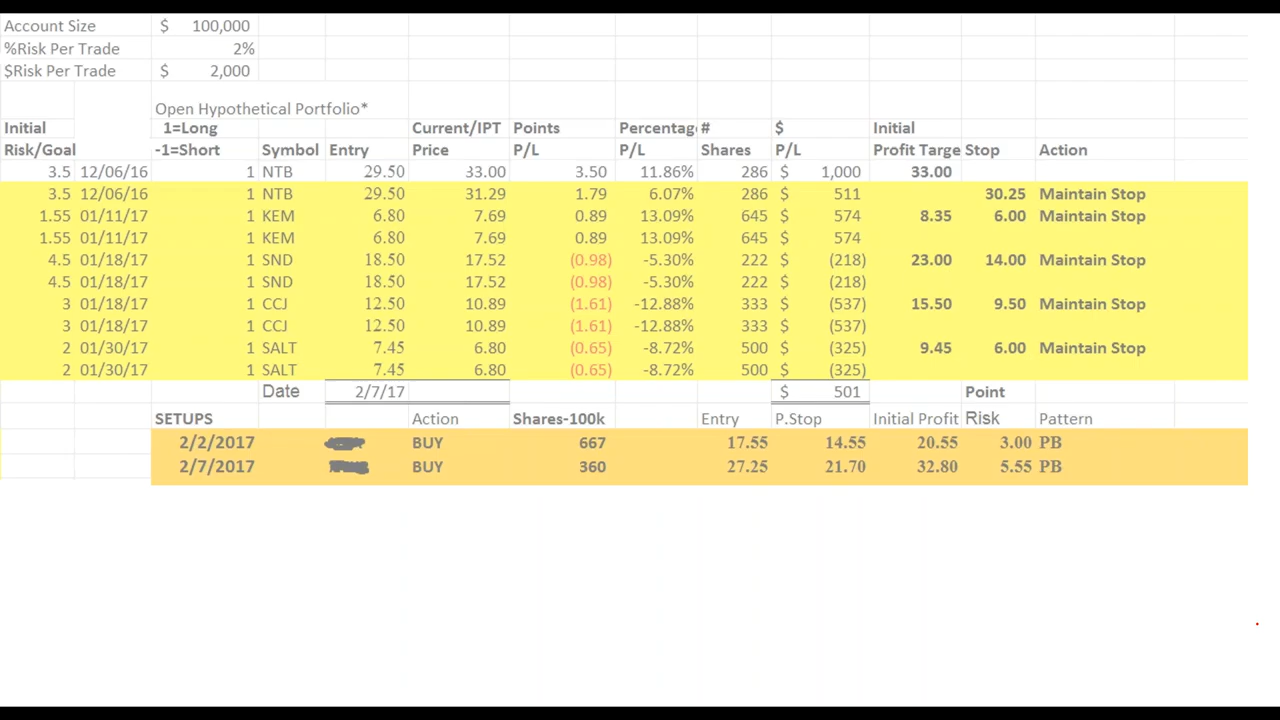 Account Size $ 100,000
%Risk Per Trade 2%
$Risk Per Trade $ 2,000
Open Hypothetical Portfolio*
Initial 1=Long Current/IPT Points Percentag # $ Initial
Risk/Goal -1=Short Symbol Entry Price P/L P/L Shares P/L Profit Targe Stop Action
3.5 12/06/16 1 NTB 29.50 33.00 3.50 11.86% 286 $ 1,000 33.00
3.5 12/06/16 1 NTB 29.50 31.29 1.79 6.07% 286 $ 511 30.25 Maintain Stop
1.55 01/11/17 1 KEM 6.80 7.69 0.89 13.09% 645 $ 574 8.35 6.00 Maintain Stop
1.55 01/11/17 1 KEM 6.80 7.69 0.89 13.09% 645 $ 574
4.5 01/18/17 1 SND 18.50 17.52 (0.98) -5.30% 222 $ (218) 23.00 14.00 Maintain Stop
4.5 01/18/17 1 SND 18.50 17.52 (0.98) -5.30% 222 $ (218)
3 01/18/17 1 CCJ 12.50 10.89 (1.61) -12.88% 333 $ (537) 15.50 9.50 Maintain Stop
3 01/18/17 1 CCJ 12.50 10.89 (1.61) -12.88% 333 $ (537)
2 01/30/17 1 SALT 7.45 6.80 (0.65) -8.72% 500 $ (325) 9.45 6.00 Maintain Stop
2 01/30/17 1 SALT 7.45 6.80 (0.65) -8.72% 500 $ (325)
Date 2/7/17 $ 501 Point
SETUPS Action Shares-100k Entry P.Stop Initial Profit Risk Pattern
2/2/2017 BUY 667 17.55 14.55 20.55 3.00 PB
2/7/2017 BUY 360 27.25 21.70 32.80 5.55 PB